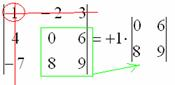 |1 -2 3| |0 6|
|4 0 6| = +1· |8 9|
|-7 8 9|